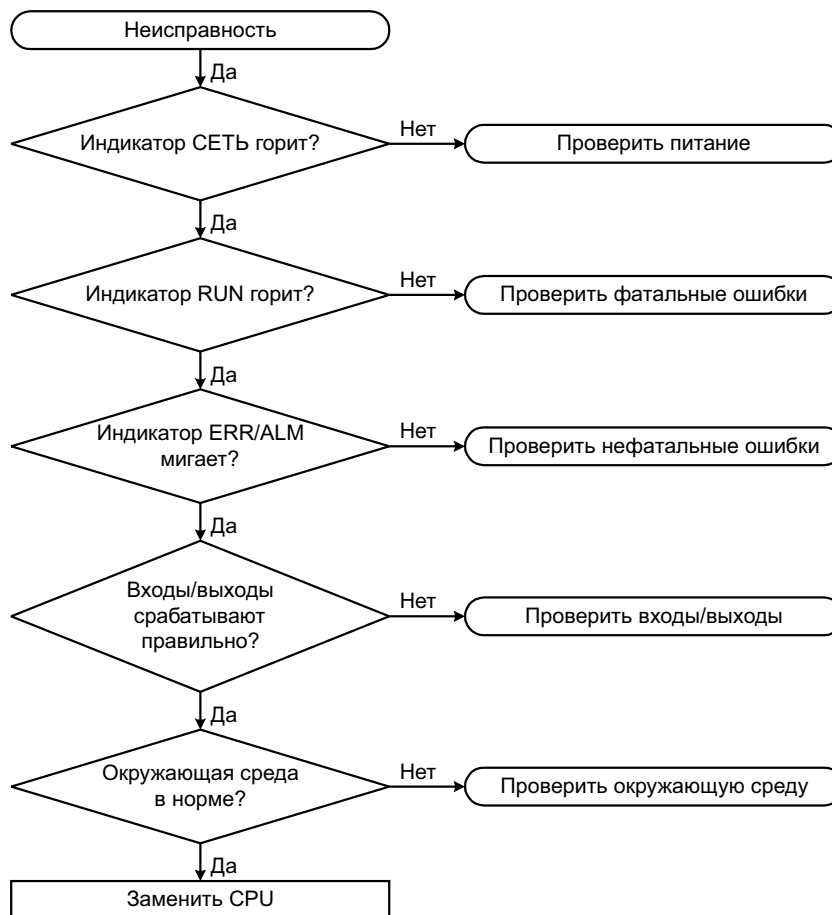 Неисправность
Да
Индикатор СЕТЬ горит?
Нет
Проверить питание
Да
Индикатор RUN горит?
Нет
Проверить фатальные ошибки
Да
Индикатор ERR/ALM
мигает?
Нет
Проверить нефатальные ошибки
Да
Входы/выходы
срабатывают
правильно?
Нет
Проверить входы/выходы
Да
Окружающая среда
в норме?
Нет
Проверить окружающую среду
Да
Заменить CPU